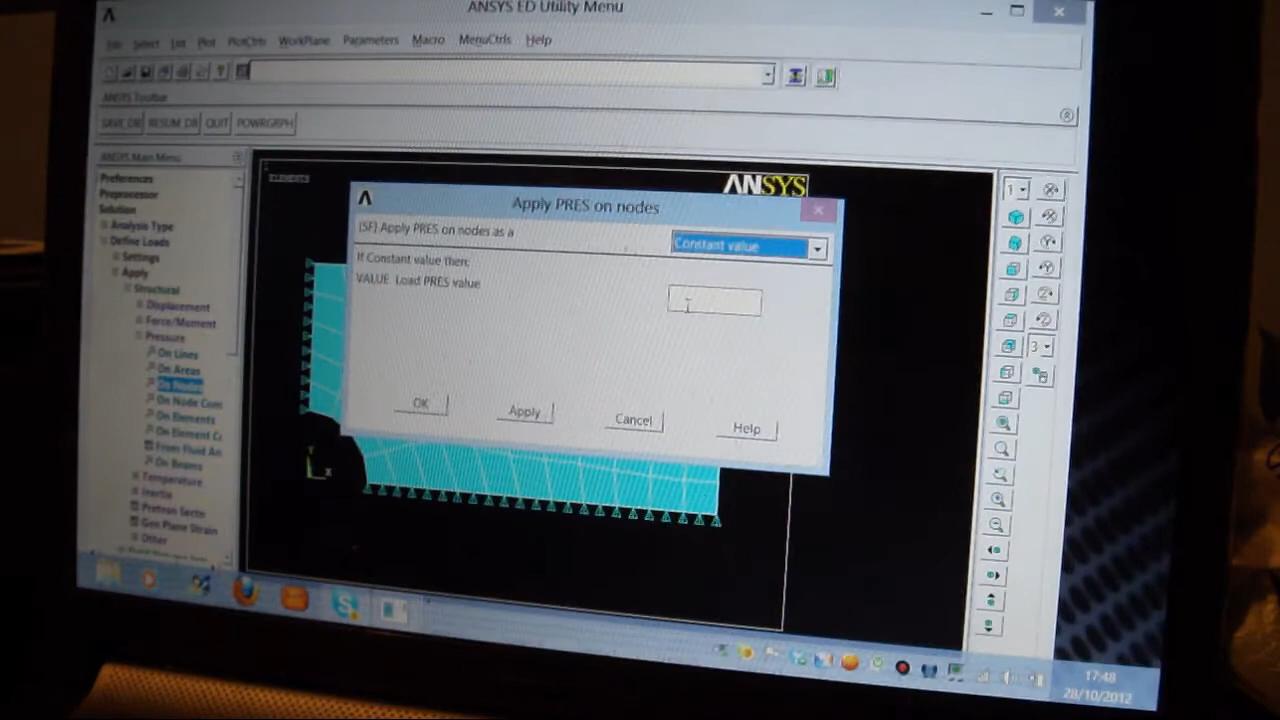 ANSYS ED Utility Menu
File Select List Plot PlotCtrls WorkPlane Parameters Macro MenuCtrls Help
ANSYS Toolbar
SAVE_DB RESUM_DB QUIT POWRGRPH
ANSYS Main Menu
Preferences
Preprocessor
Solution
Analysis Type
Define Loads
Settings
Apply
Structural
Displacement
Force/Moment
Pressure
On Lines
On Areas
On Nodes
On Node Com
On Elements
On Element C
From Fluid An
On Beams
Temperature
Inertia
Pretnsn Sectn
Gen Plane Strain
Other
1
ELEMENTS
ANSYS
Y
X
Apply PRES on nodes
[SF] Apply PRES on nodes as a
Constant value
If Constant value then:
VALUE Load PRES value
OK Apply Cancel Help
1
3
17:48
28/10/2012